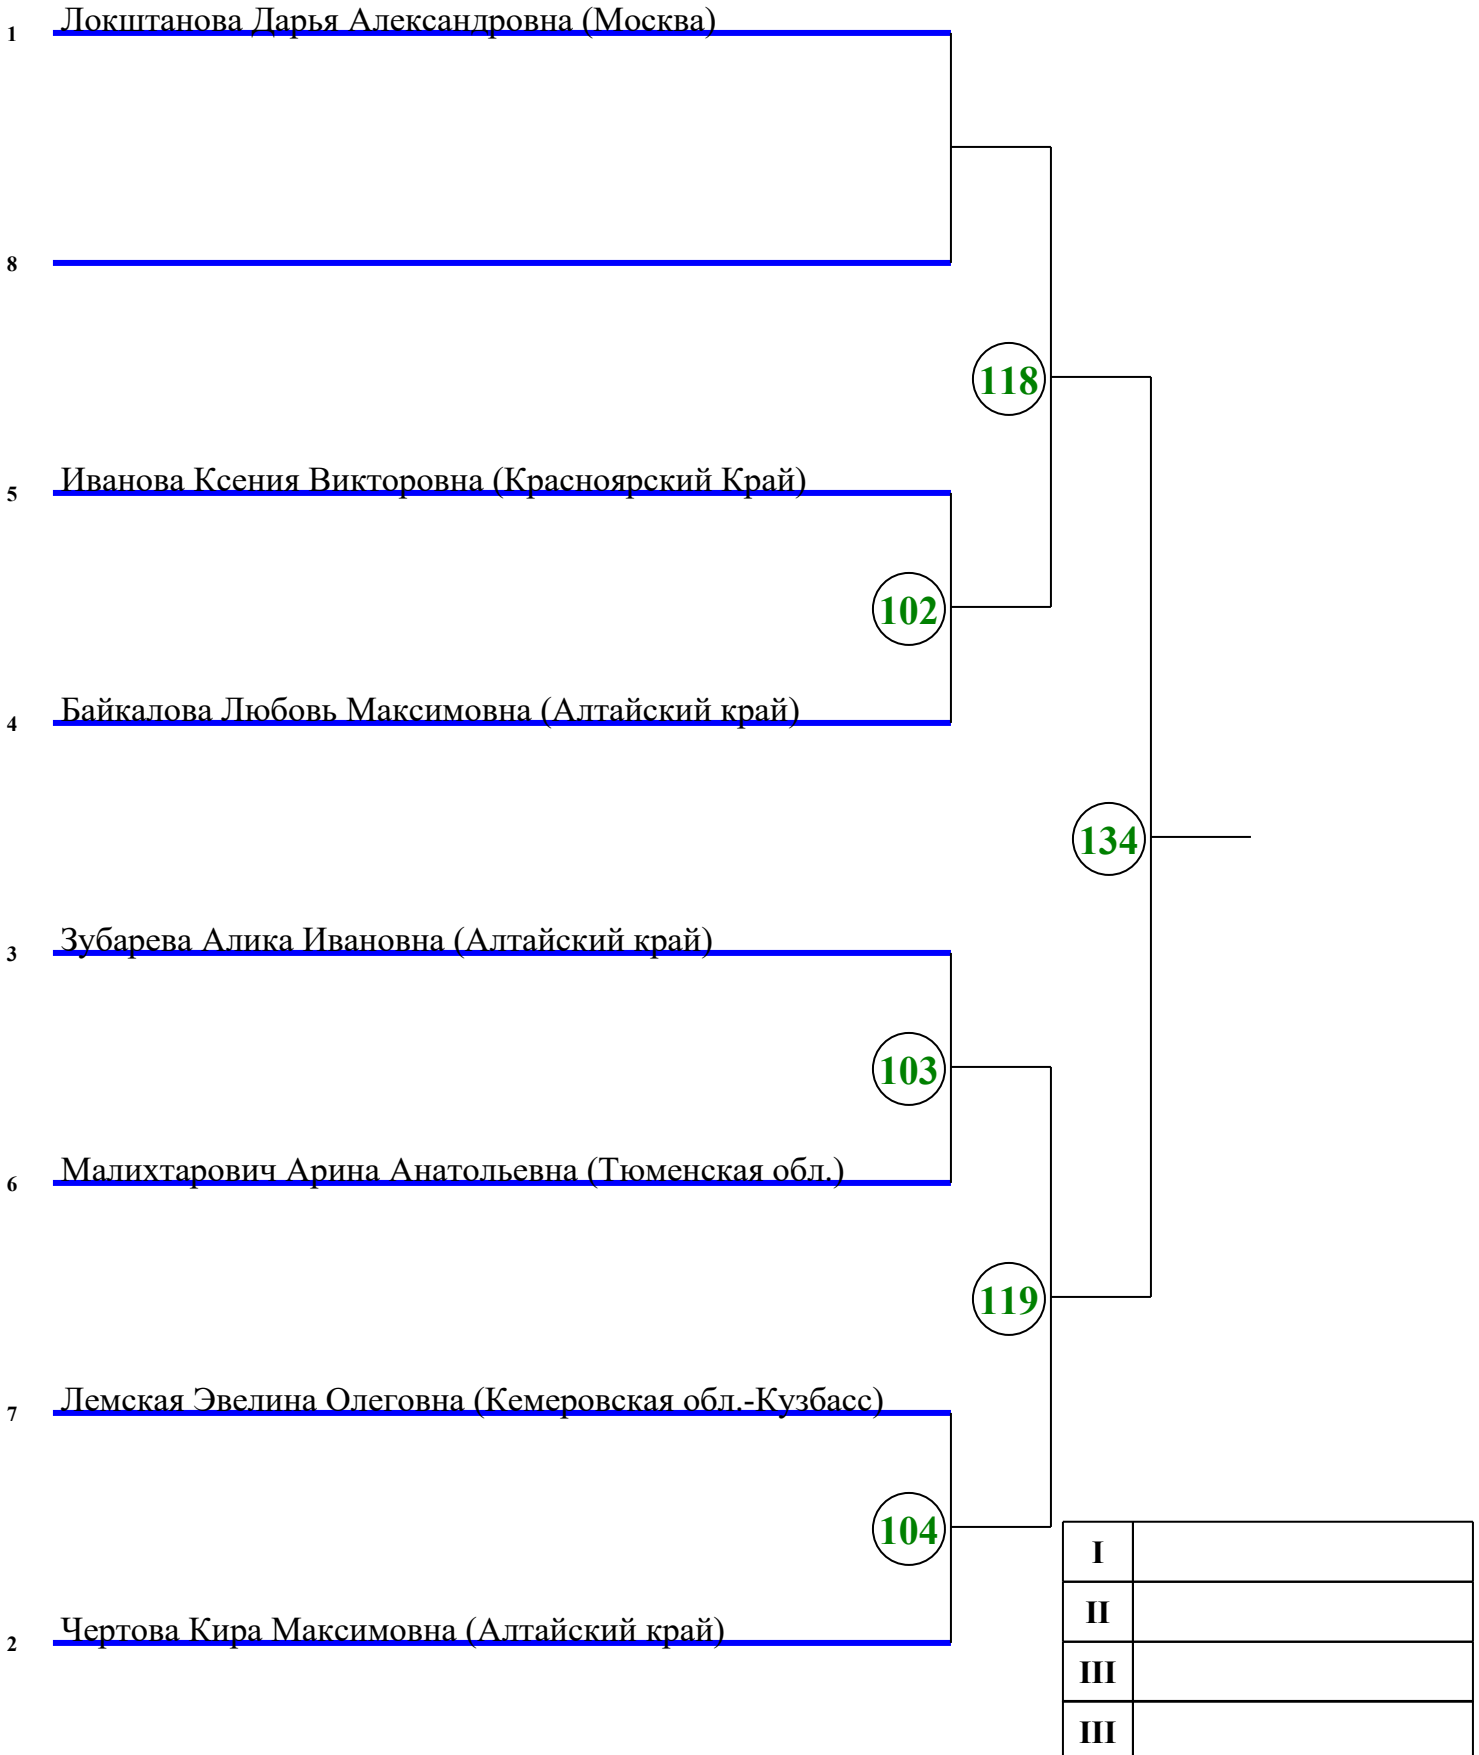 1 Локштанова Дарья Александровна (Москва)
8
118
5 Иванова Ксения Викторовна (Красноярский Край)
102
4 Байкалова Любовь Максимовна (Алтайский край)
134
3 Зубарева Алика Ивановна (Алтайский край)
103
6 Малихтарович Арина Анатольевна (Тюменская обл.)
119
7 Лемская Эвелина Олеговна (Кемеровская обл.-Кузбасс)
104
I
II
2 Чертова Кира Максимовна (Алтайский край)
III
III